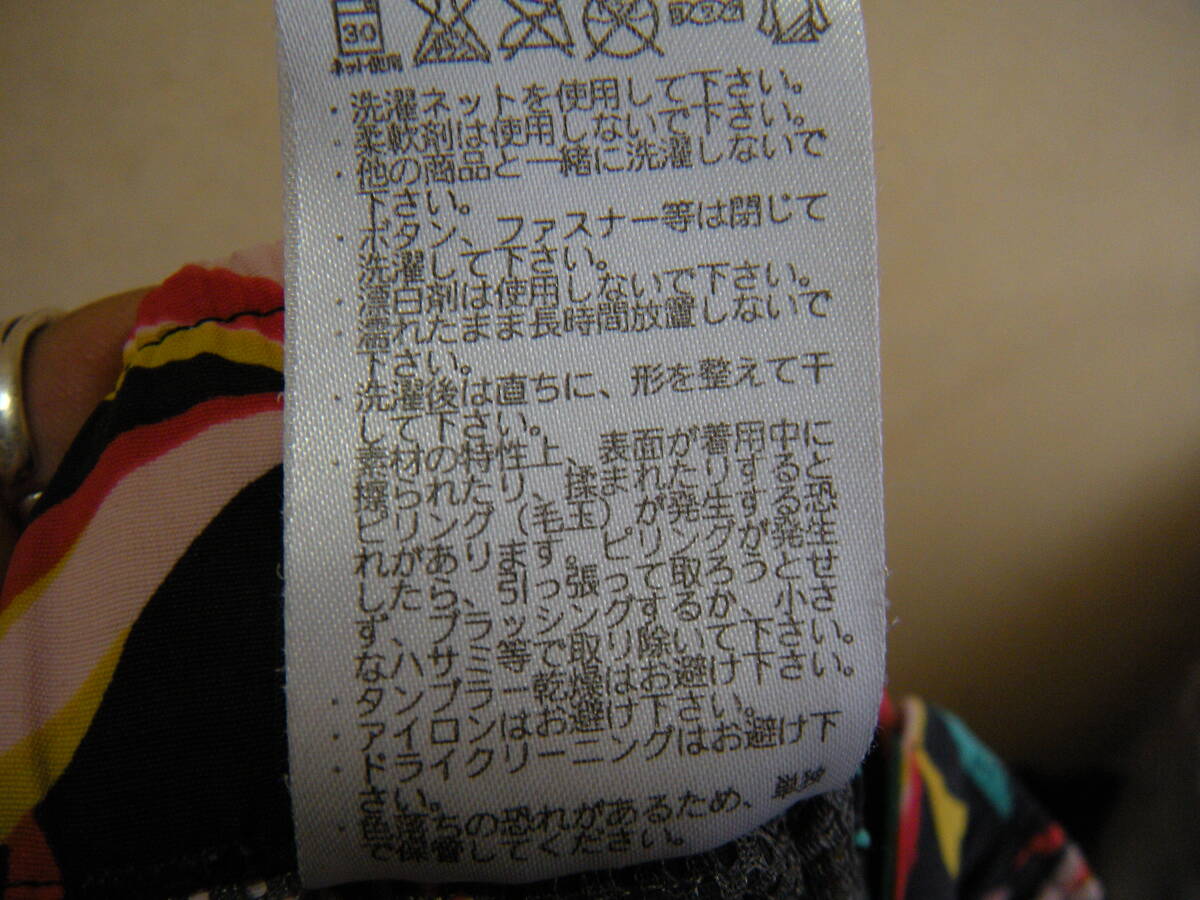 30
ネット使用
・洗濯ネットを使用して下さい。
・柔軟剤は使用しないで下さい。
・他の商品と一緒に洗濯しないで
下さい。
・ボタン、ファスナー等は閉じて
洗濯して下さい。
・漂白剤は使用しないで下さい。
・濡れたまま長時間放置しないで
下さい。
・洗濯後は直ちに、形を整えて干
して下さい。
・素材の特性上、表面が着用中に
擦られたり、揉まれたりすると
ピリング(毛玉)が発生する恐
れがあります。ピリングが発生
したら、引っ張って取ろうとせ
ず、ブラッシングするか、小さ
なハサミ等で取り除いて下さい。
・タンブラー乾燥はお避け下さい。
・アイロンはお避け下さい。
・ドライクリーニングはお避け下
さい。
・色落ちの恐れがあるため、単独
で保管してください。